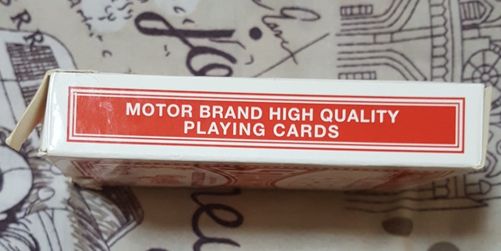 MOTOR BRAND HIGH QUALITY
PLAYING CARDS